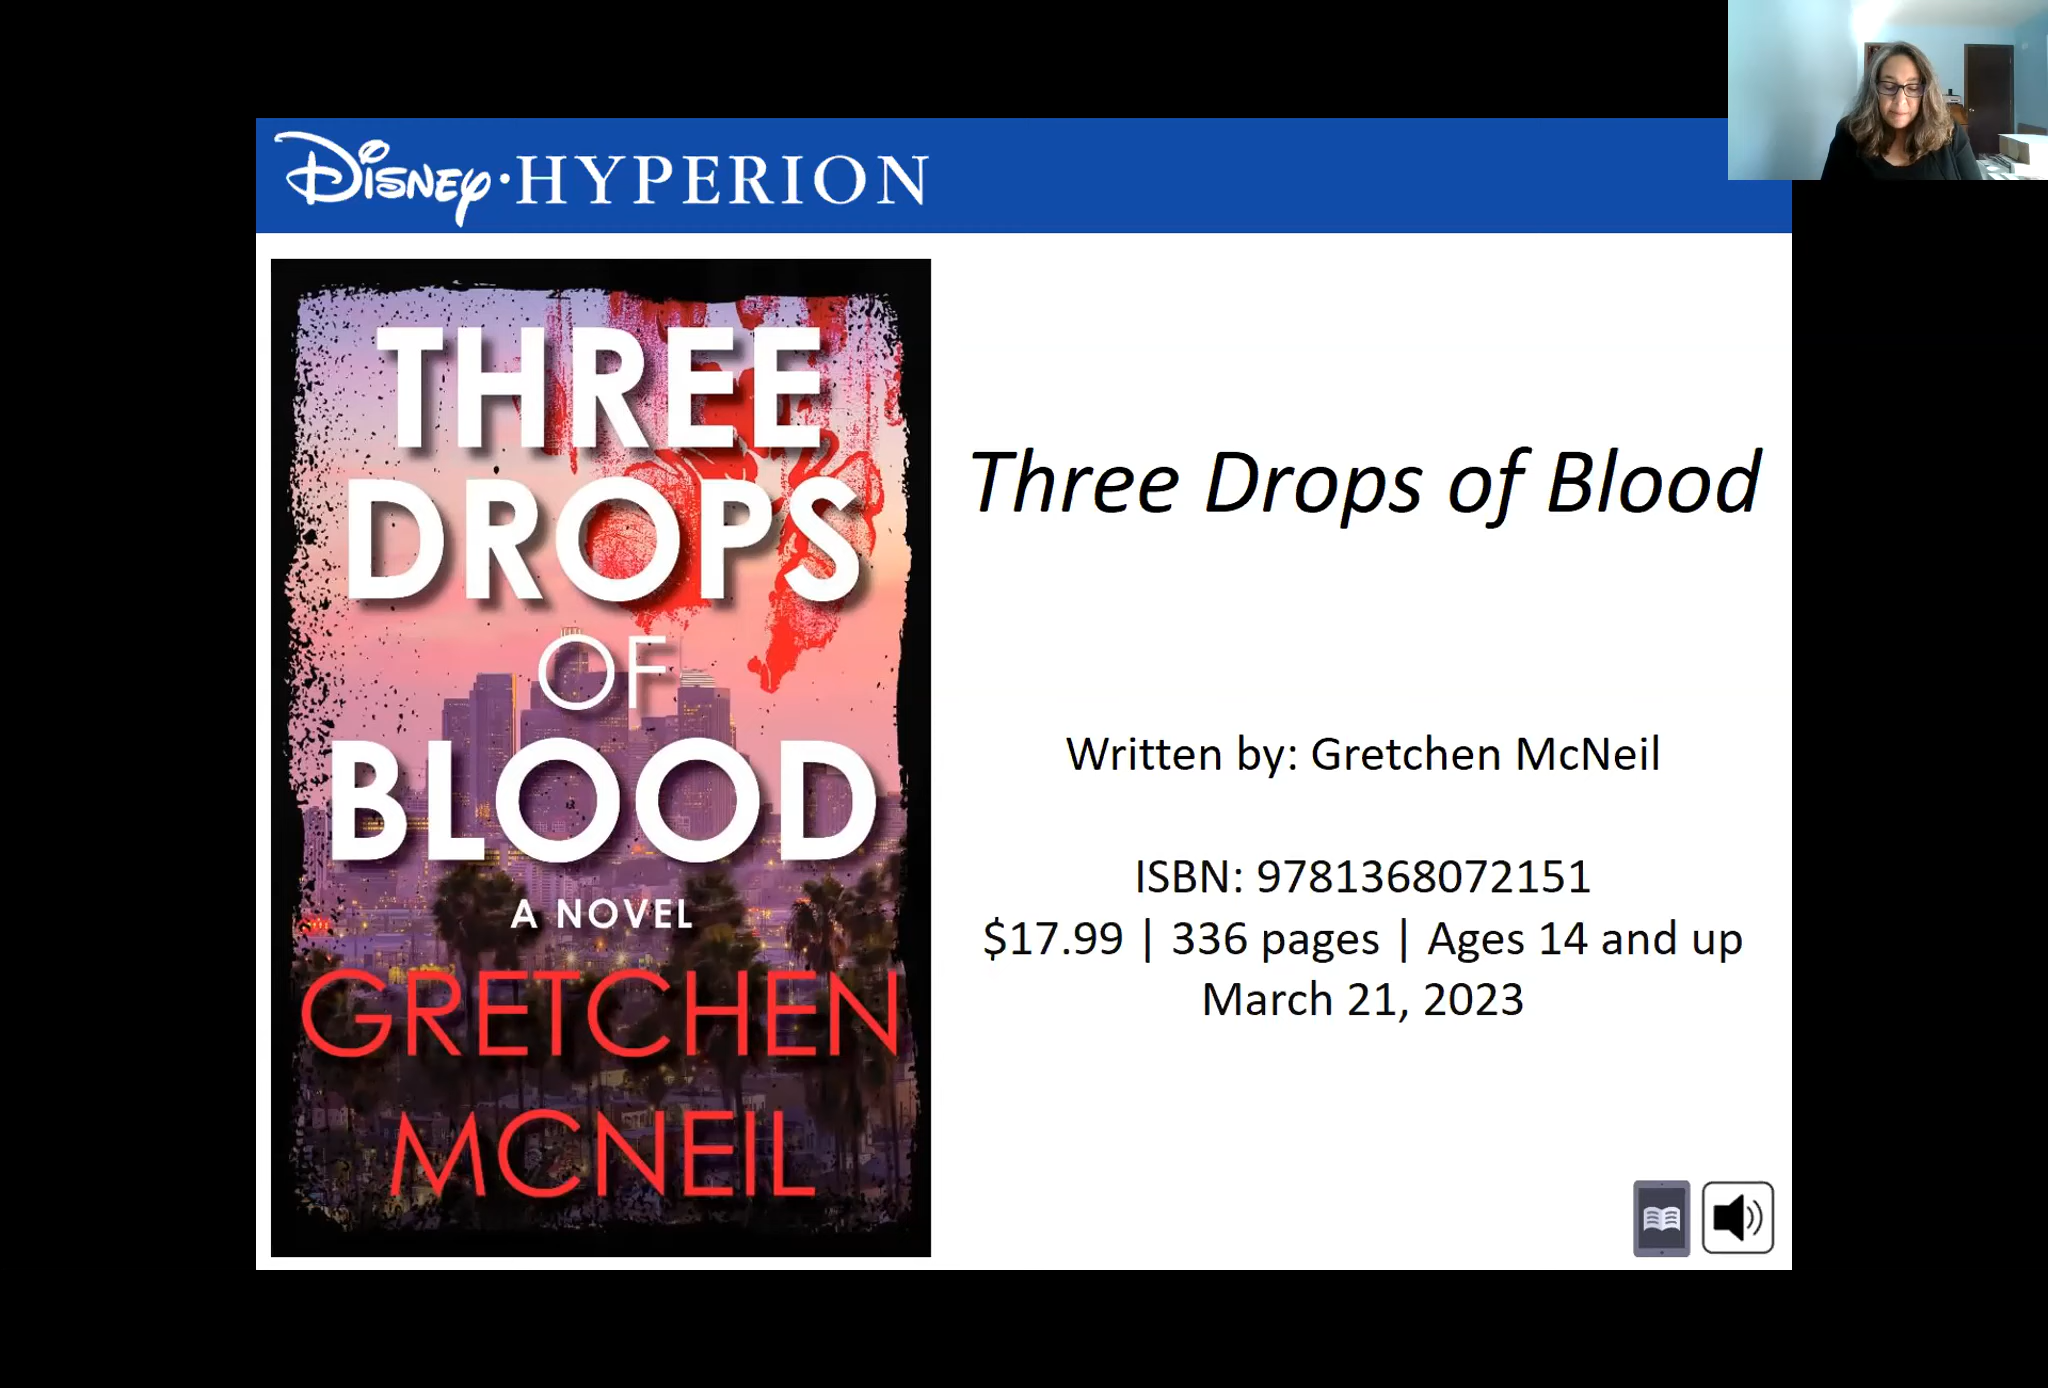 Disney · HYPERION
THREE
DROPS
OF
BLOOD
A NOVEL
GRETCHEN
MCNEIL
Three Drops of Blood
Written by: Gretchen McNeil
ISBN: 9781368072151
$17.99 | 336 pages | Ages 14 and up
March 21, 2023